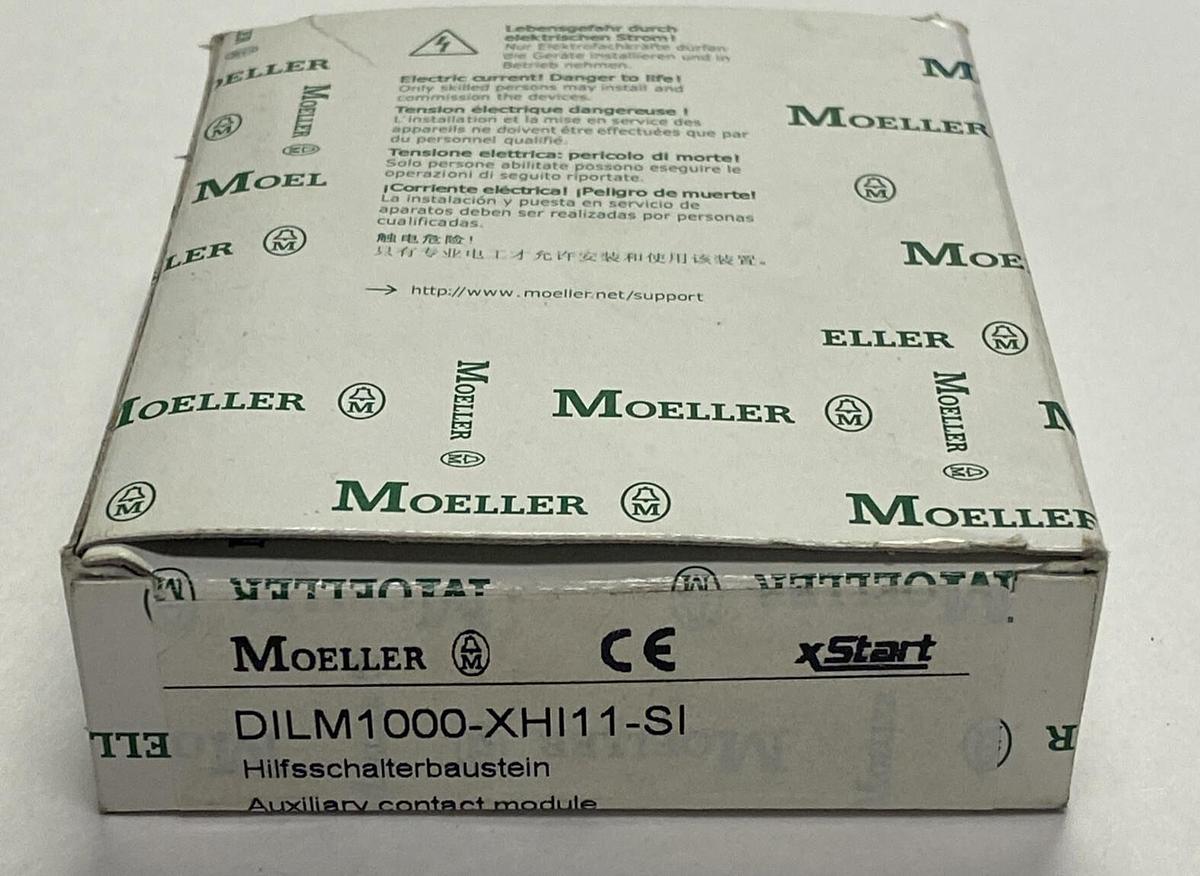 Lebensgefahr durch
elektrischen Strom!
Nur Elektrofachkräfte dürfen
die Geräte installieren und in
Betrieb nehmen.
Electric current! Danger to life!
Only skilled persons may install and
commission the devices.
Tension électrique dangereuse !
L'installation et la mise en service des
appareils ne doivent être effectuées que par
du personnel qualifié.
Tensione elettrica: pericolo di morte!
Solo persone abilitate possono eseguire le
operazioni di seguito riportate.
¡Corriente eléctrica! ¡Peligro de muerte!
La instalación y puesta en servicio de
aparatos deben ser realizadas por personas
cualificadas.
触电危险!
只有专业电工才允许安装和使用该装置。
→ http://www.moeller.net/support
OELLER
M
MOELLER
MOELLER
MOEL
LER M
M
MOE
ELLER M
MOELLER M
MOELLER
MOELLER M
MOELLER
M
M
MOELLER M
MOELLER
MOELLER M
MOELLER
MOELLER M CE xStart
DILM1000-XHI11-SI
Hilfsschalterbaustein
Auxiliary contact module
ELL
R